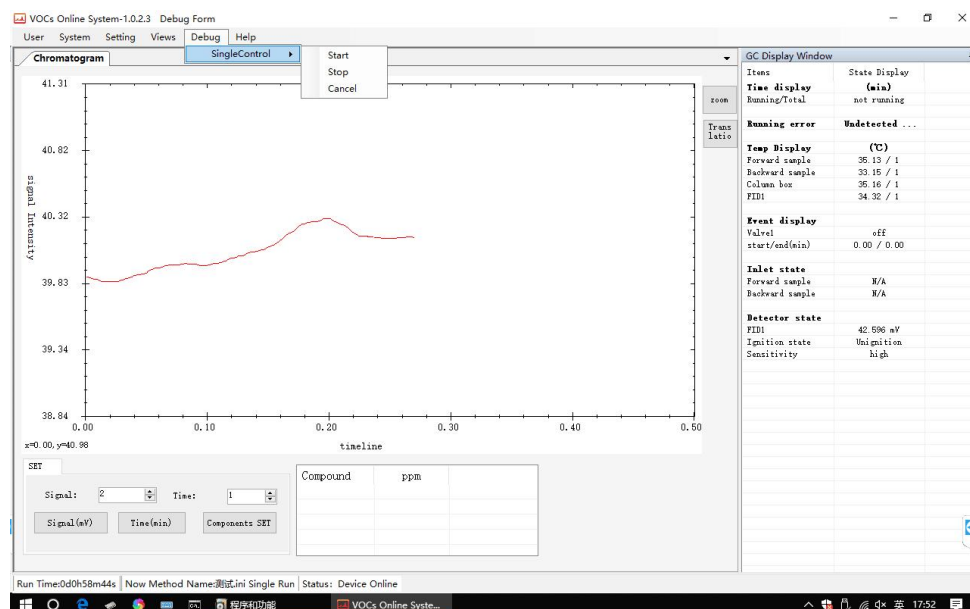 VOCs Online System-1.0.2.3 Debug Form
User System Setting Views Debug Help
SingleControl
Start
Stop
Cancel
Chromatogram
41.31
40.82
40.32
39.83
39.34
38.84
signal Intensity
0.00 0.10 0.20 0.30 0.40 0.50
x=0.00, y=40.98
timeline
zoom
Trans
latio
GC Display Window
Items State Display
Time display (min)
Running/Total not running
Running error Undetected ...
Temp Display (℃)
Forward sample 35.13 / 1
Backward sample 33.15 / 1
Column box 35.16 / 1
FID1 34.32 / 1
Event display
Valve1 off
start/end(min) 0.00 / 0.00
Inlet state
Forward sample N/A
Backward sample N/A
Detector state
FID1 42.596 mV
Ignition state Unignition
Sensitivity high
SET
Signal: 2 Time: 1
Signal(mV) Time(min) Components SET
Compound ppm
Run Time:0d0h58m44s Now Method Name:测试.ini Single Run Status: Device Online
程序和功能 VOCs Online Syste... 英 17:52